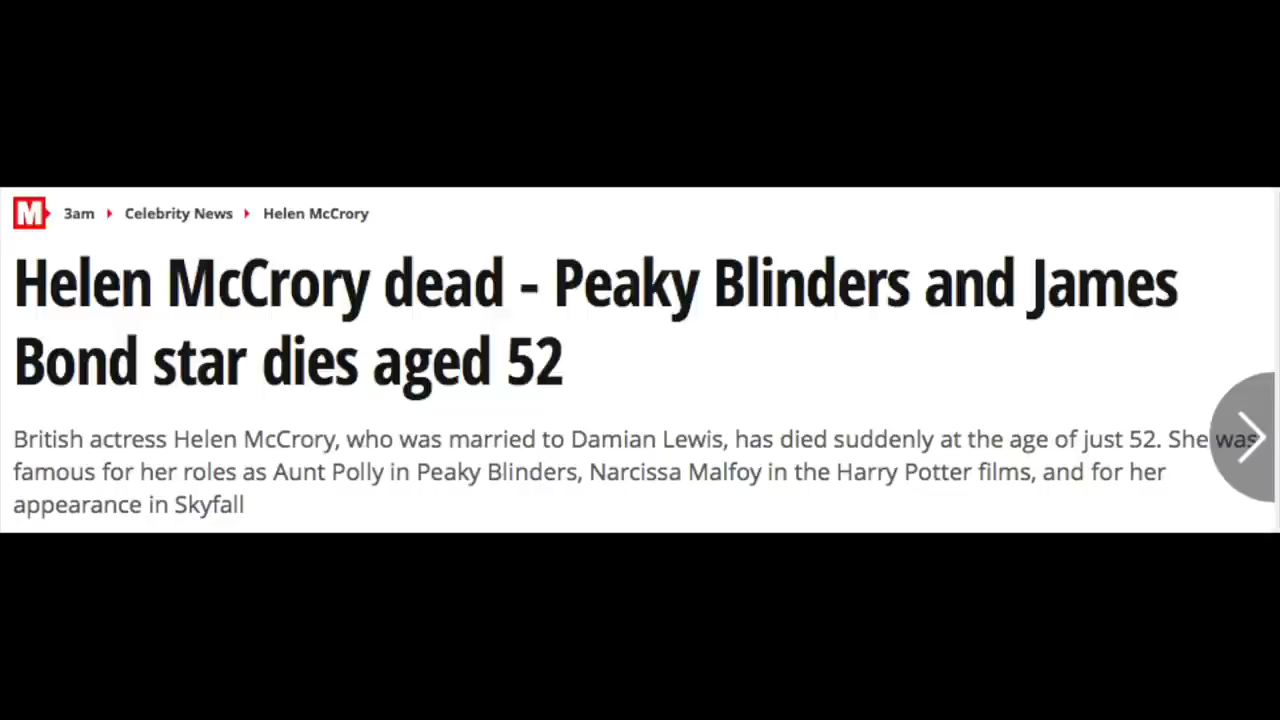 M 3am Celebrity News Helen McCrory
Helen McCrory dead - Peaky Blinders and James
Bond star dies aged 52
British actress Helen McCrory, who was married to Damian Lewis, has died suddenly at the age of just 52. She was
famous for her roles as Aunt Polly in Peaky Blinders, Narcissa Malfoy in the Harry Potter films, and for her
appearance in Skyfall